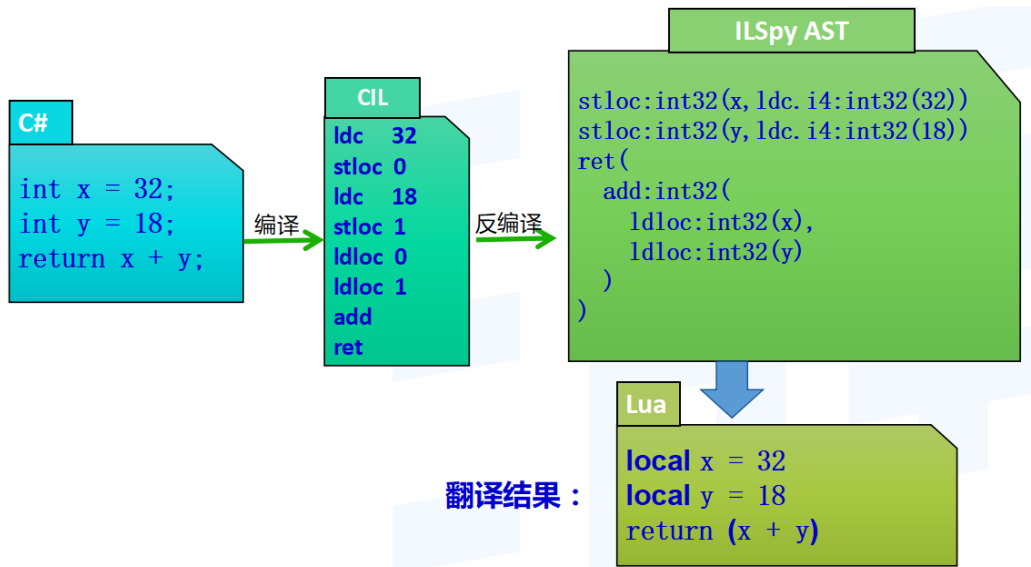 C#
int x = 32;
int y = 18;
return x + y;
编译
CIL
ldc 32
stloc 0
ldc 18
stloc 1
ldloc 0
ldloc 1
add
ret
反编译
ILSpy AST
stloc:int32(x,ldc.i4:int32(32))
stloc:int32(y,ldc.i4:int32(18))
ret(
add:int32(
ldloc:int32(x),
ldloc:int32(y)
)
)
翻译结果：
Lua
local x = 32
local y = 18
return (x + y)